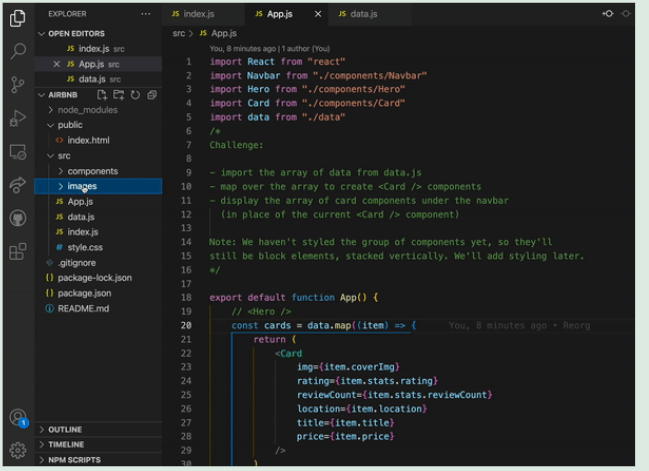 EXPLORER
OPEN EDITORS
JS index.js src
JS App.js src
JS data.js src
AIRBNB
node_modules
public
index.html
src
components
images
JS App.js
JS data.js
JS index.js
# style.css
.gitignore
{} package-lock.json
{} package.json
README.md
OUTLINE
TIMELINE
NPM SCRIPTS
1
JS index.js
JS App.js
JS data.js
src > JS App.js
You, 8 minutes ago | 1 author (You)
1 import React from "react"
2 import Navbar from "./components/Navbar"
3 import Hero from "./components/Hero"
4 import Card from "./components/Card"
5 import data from "./data"
6 /*
7 Challenge:
8
9 - import the array of data from data.js
10 - map over the array to create <Card /> components
11 - display the array of card components under the navbar
12 (in place of the current <Card /> component)
13
14 Note: We haven't styled the group of components yet, so they'll
15 still be block elements, stacked vertically. We'll add styling later.
16 */
17
18 export default function App() {
19 // <Hero />
20 const cards = data.map((item) => { You, 8 minutes ago • Reorg
21 return (
22 <Card
23 img={item.coverImg}
24 rating={item.stats.rating}
25 reviewCount={item.stats.reviewCount}
26 location={item.location}
27 title={item.title}
28 price={item.price}
29 />
30 )